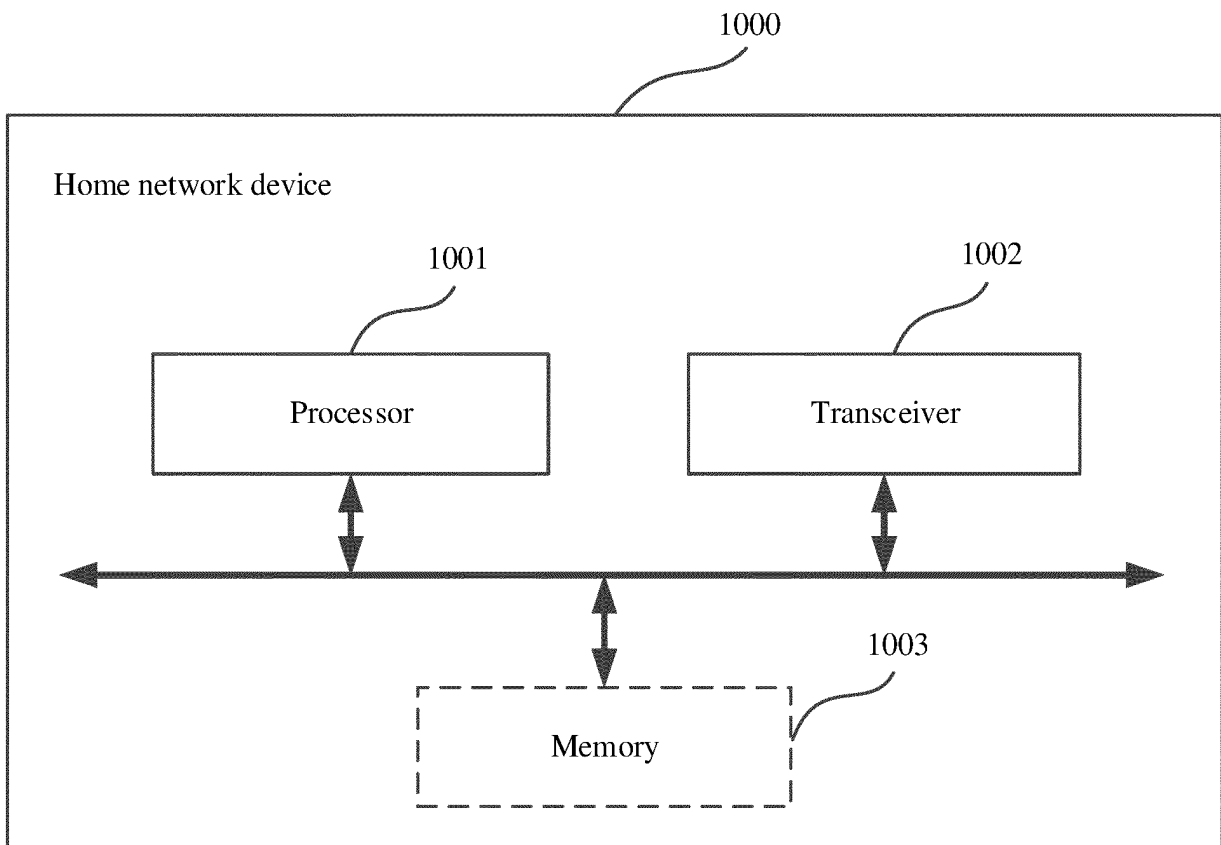 1000
Home network device
1001
1002
Processor
Transceiver
1003
Memory